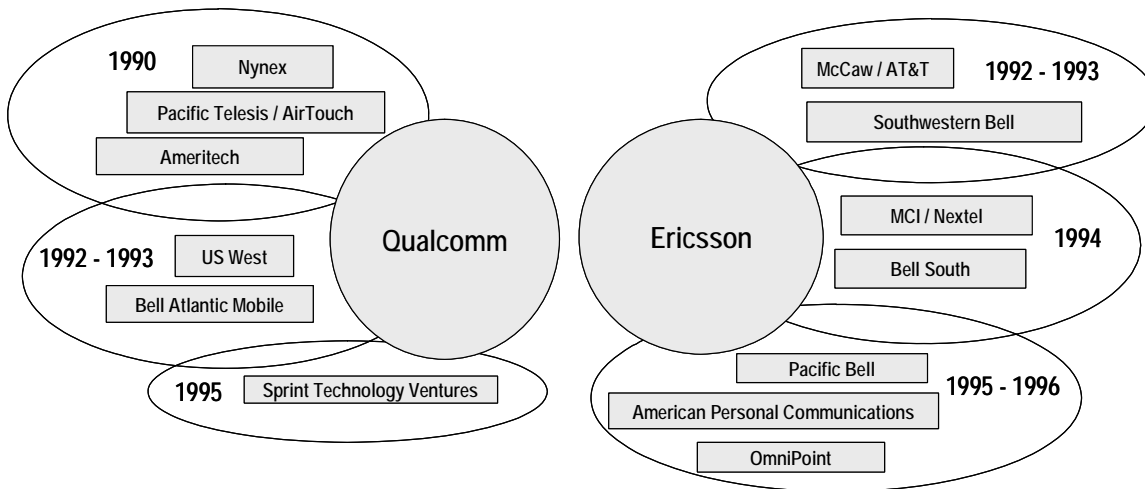 1990
Nynex
Pacific Telesis / AirTouch
Ameritech
Qualcomm
1992 - 1993
US West
Bell Atlantic Mobile
1995
Sprint Technology Ventures
McCaw / AT&T
1992 - 1993
Southwestern Bell
Ericsson
MCI / Nextel
1994
Bell South
Pacific Bell
1995 - 1996
American Personal Communications
OmniPoint